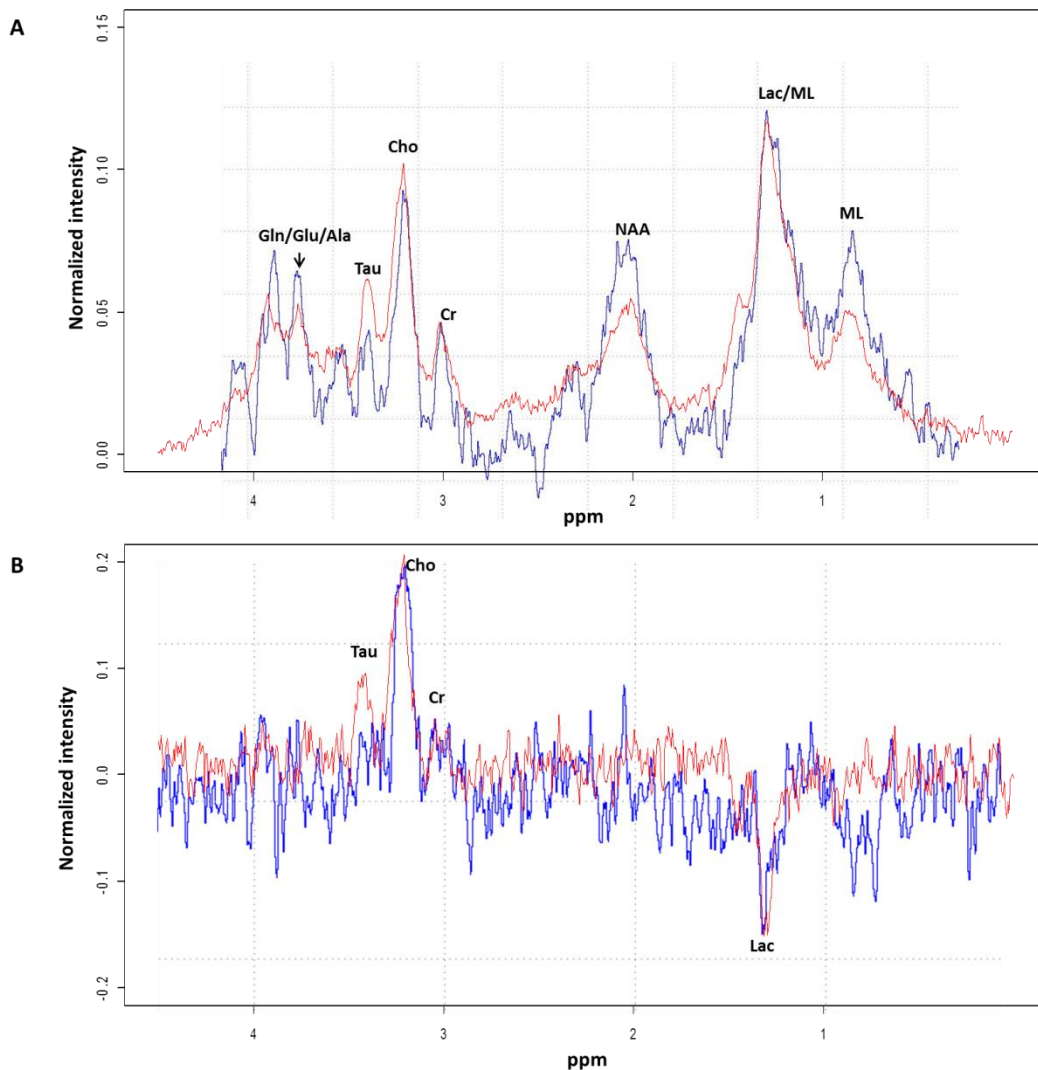 A
0.15
Lac/ML
Cho
0.10
Normalized intensity
Gln/Glu/Ala
NAA
ML
Tau
Cr
0.05
0.00
4
3
2
1
ppm
B
0.2
Cho
Tau
0.1
Cr
Normalized intensity
0.0
-0.1
Lac
-0.2
4
3
2
1
ppm